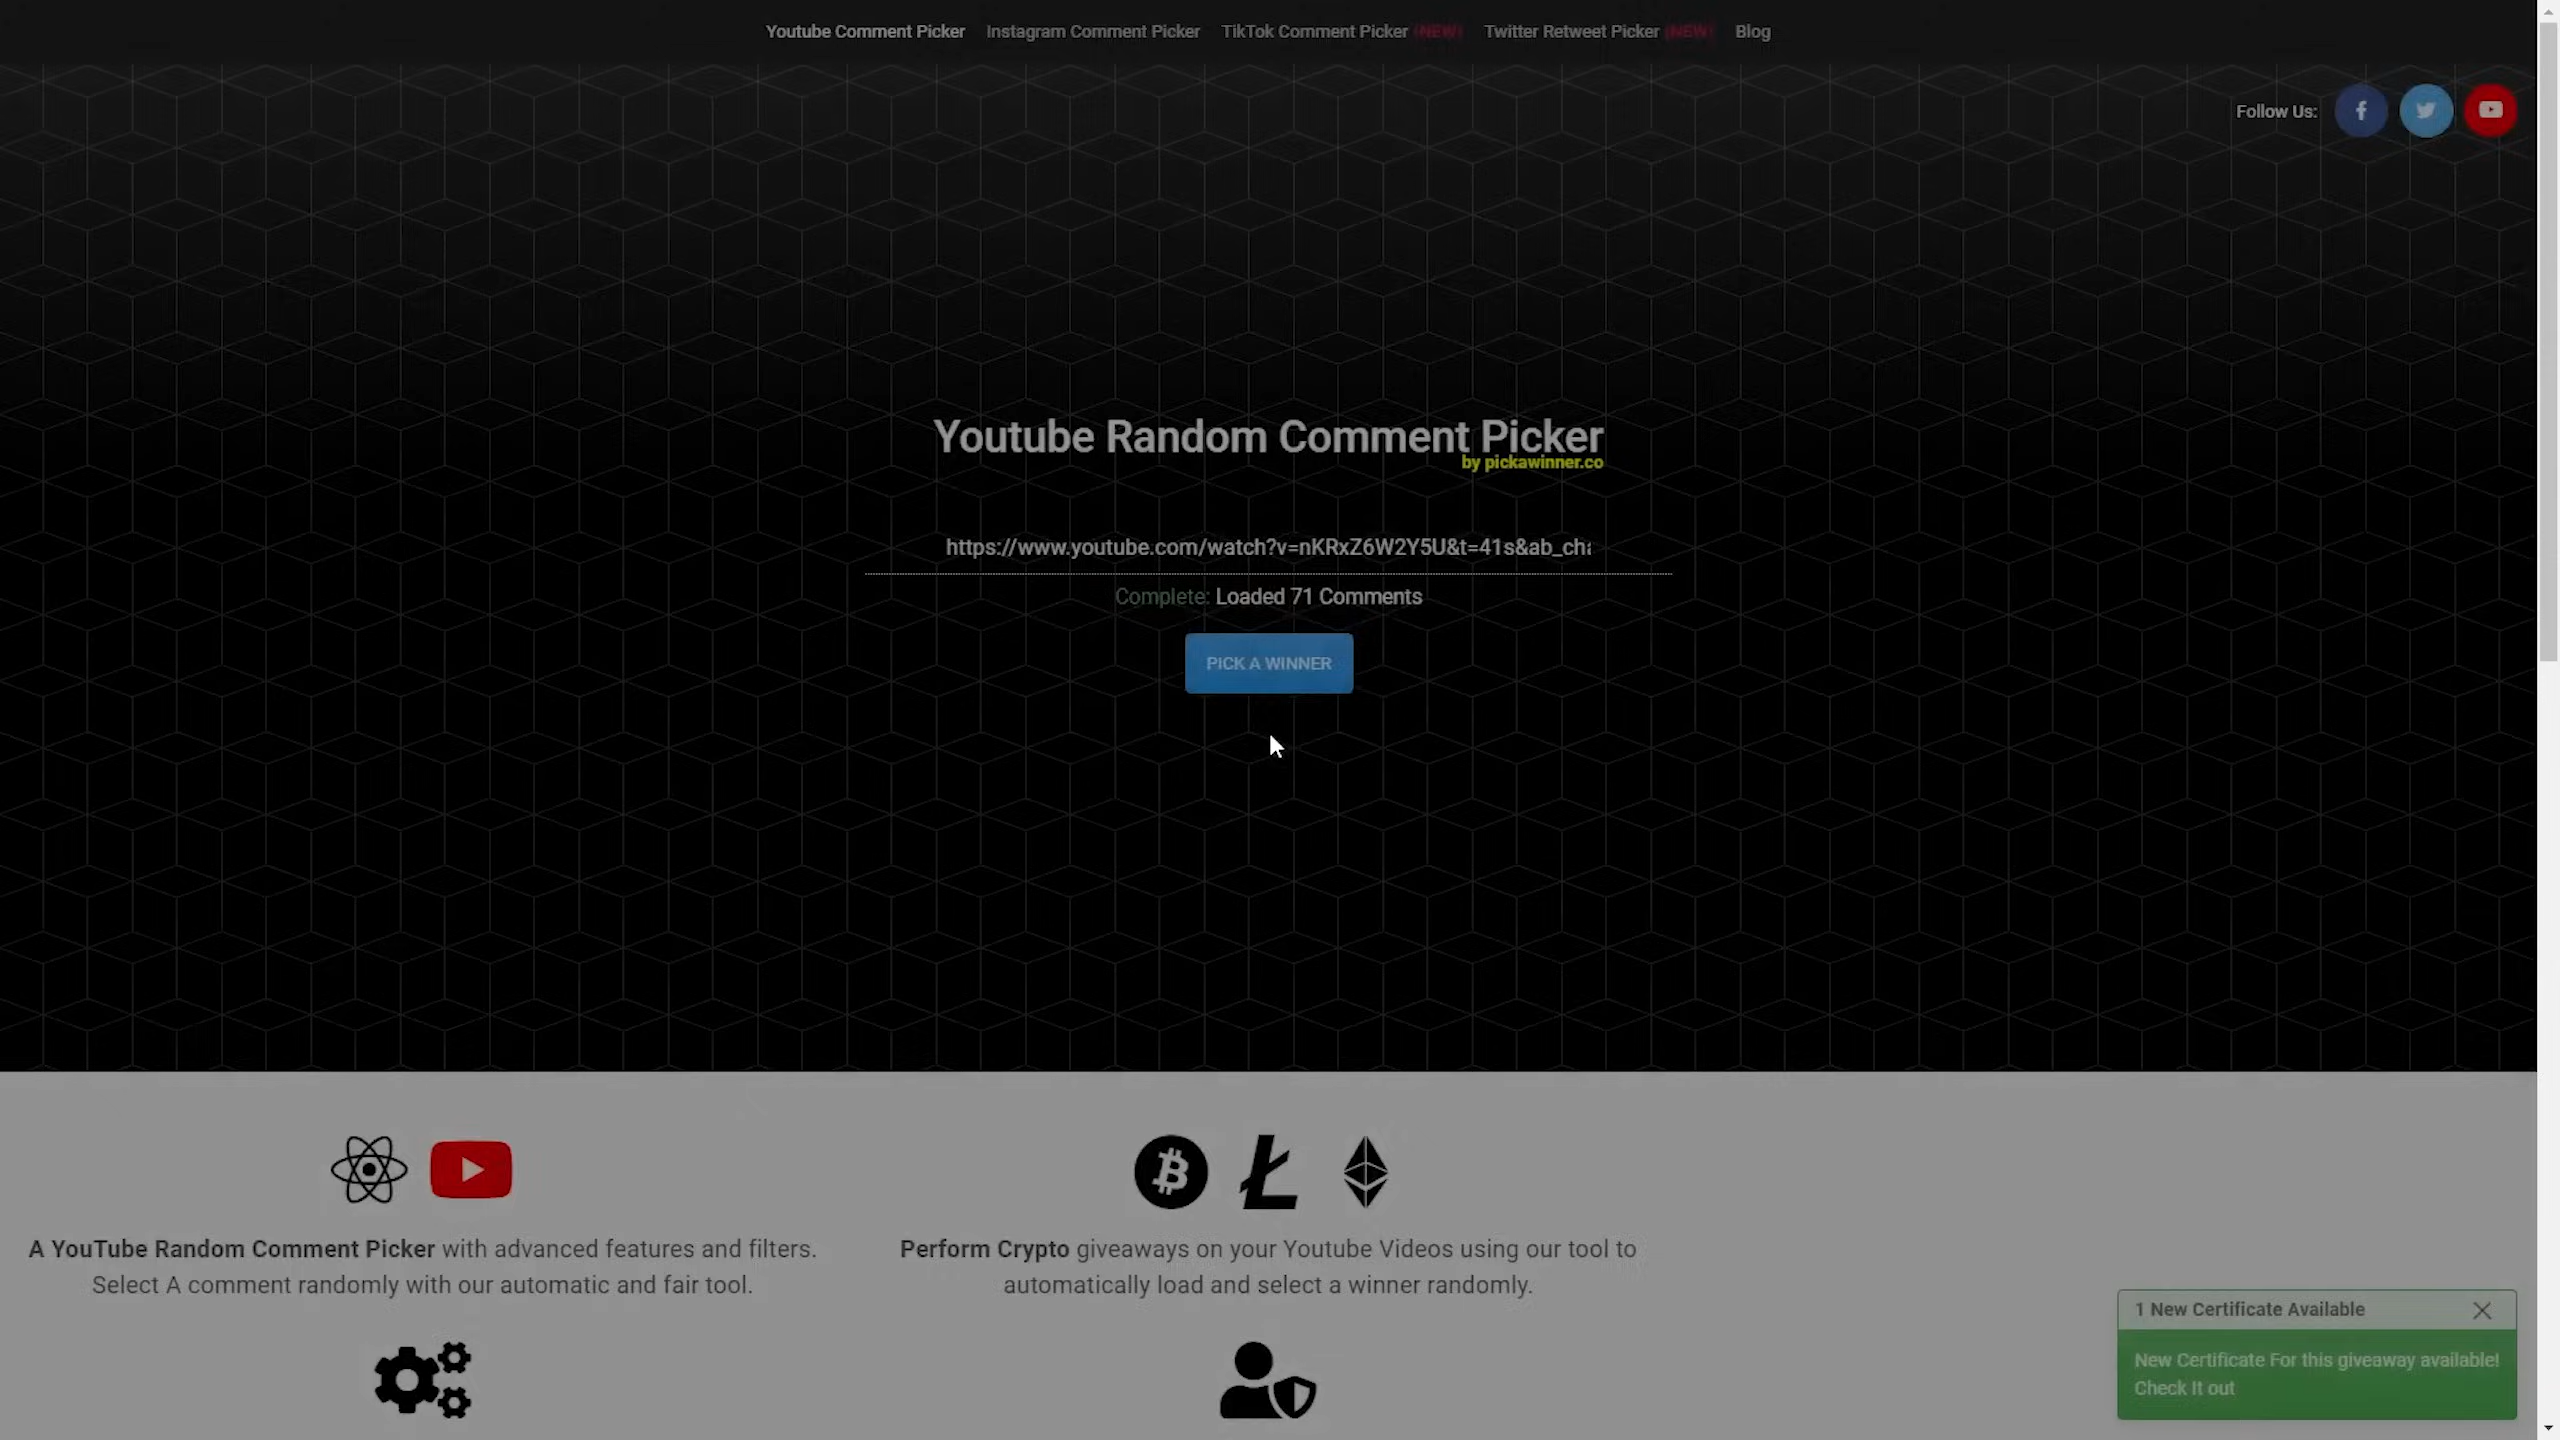 Youtube Comment Picker Instagram Comment Picker TikTok Comment Picker (NEW) Twitter Retweet Picker (NEW) Blog
Follow Us:
Youtube Random Comment Picker
by pickawinner.co
https://www.youtube.com/watch?v=nKRxZ6W2Y5U&t=41s&ab_cha
Complete: Loaded 71 Comments
PICK A WINNER
A YouTube Random Comment Picker with advanced features and filters.
Select A comment randomly with our automatic and fair tool.
Perform Crypto giveaways on your Youtube Videos using our tool to
automatically load and select a winner randomly.
1 New Certificate Available
New Certificate For this giveaway available!
Check It out